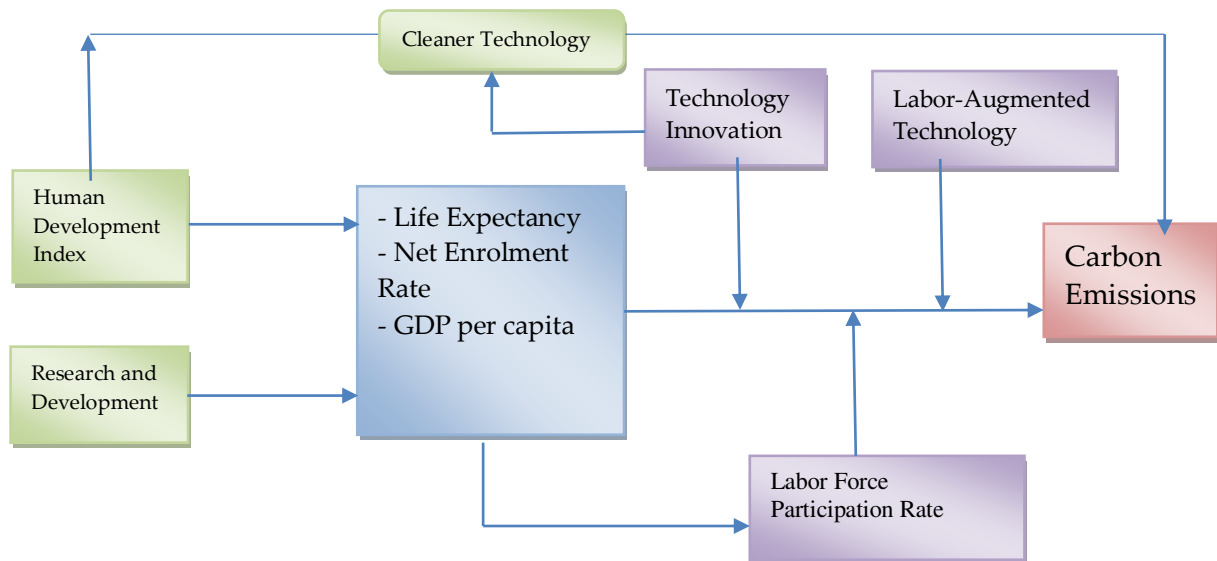 Cleaner Technology
Technology
Innovation
Labor-Augmented
Technology
Human
Development
Index
- Life Expectancy
- Net Enrolment
Rate
- GDP per capita
Carbon
Emissions
Research and
Development
Labor Force
Participation Rate